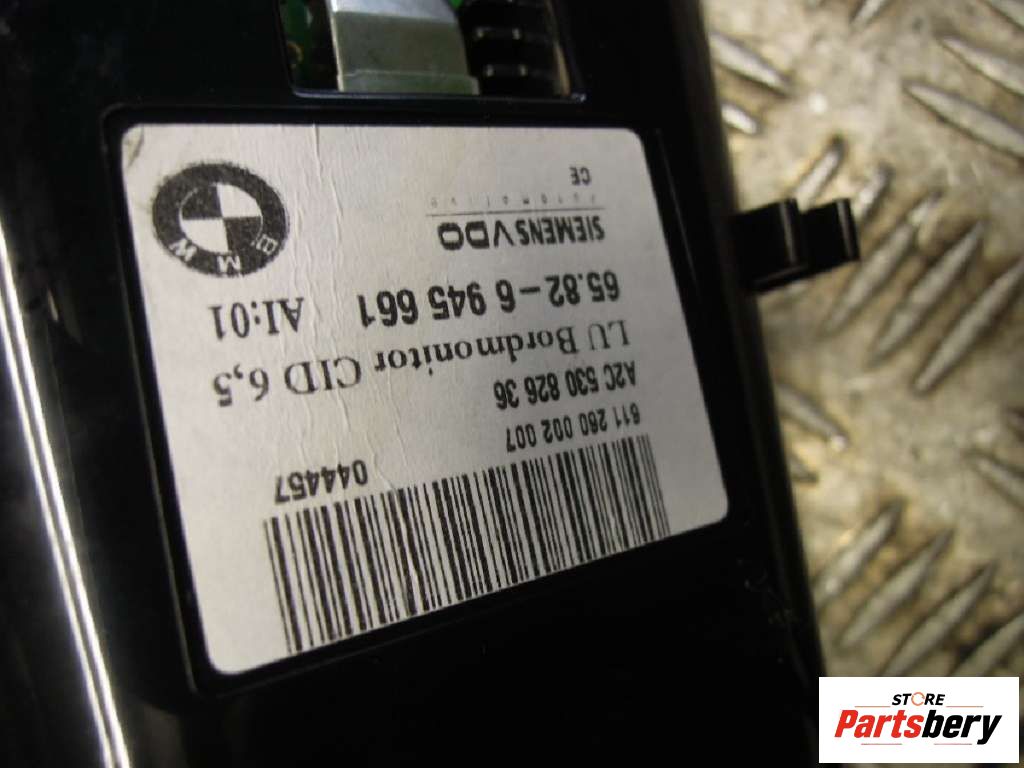 SIEMENS VDO
Automotive
CE
65.82-6 945 661 AI:01
LU Bordmonitor CID 6,5
A2C 530 826 36
611 260 002 007
044457
BMW
STORE
Partsbery